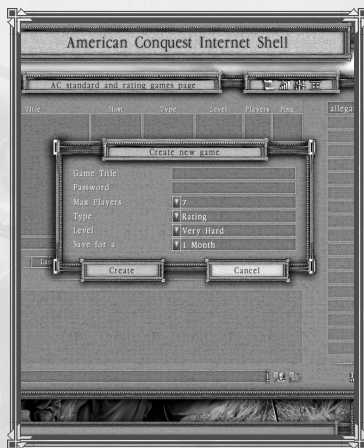 American Conquest Internet Shell
AC standard and rating games page
Title Host Type Level Players Ping
allega
Create new game
Game Title
Password
Max Players 7
Type Rating
Level Very Hard
Save for a 1 Month
Create Cancel